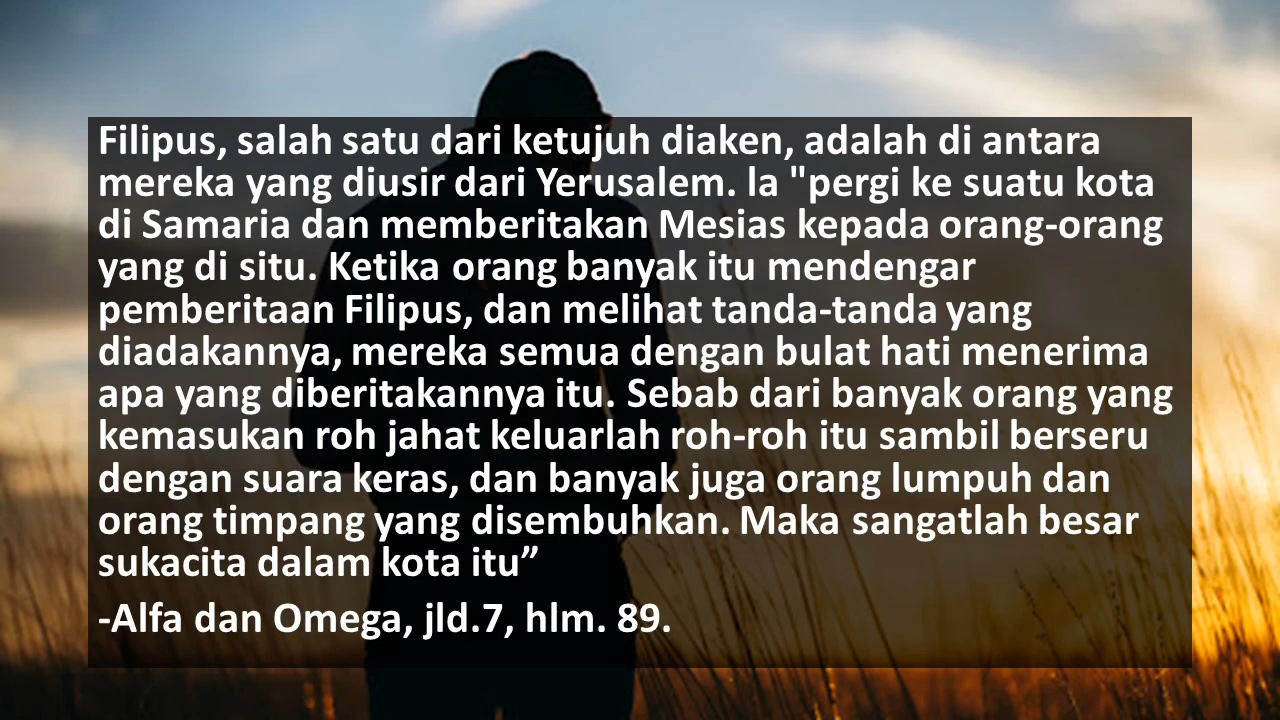 Filipus, salah satu dari ketujuh diaken, adalah di antara
mereka yang diusir dari Yerusalem. la "pergi ke suatu kota
di Samaria dan memberitakan Mesias kepada orang-orang
yang di situ. Ketika orang banyak itu mendengar
pemberitaan Filipus, dan melihat tanda-tanda yang
diadakannya, mereka semua dengan bulat hati menerima
apa yang diberitakannya itu. Sebab dari banyak orang yang
kemasukan roh jahat keluarlah roh-roh itu sambil berseru
dengan suara keras, dan banyak juga orang lumpuh dan
orang timpang yang disembuhkan. Maka sangatlah besar
sukacita dalam kota itu”
-Alfa dan Omega, jld.7, hlm. 89.